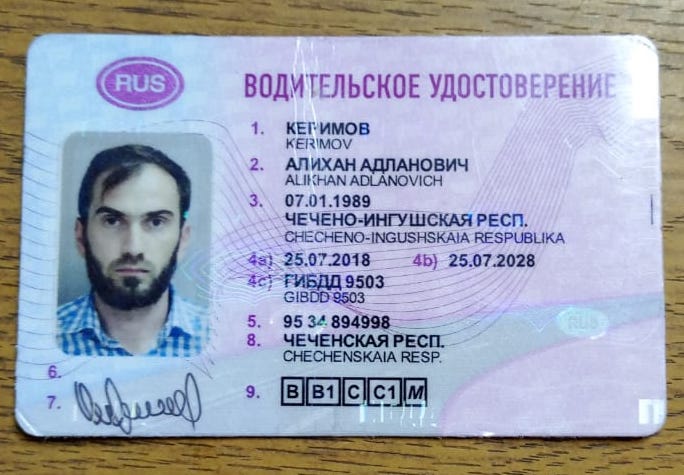 RUS
ВОДИТЕЛЬСКОЕ УДОСТОВЕРЕНИЕ
1. КЕРИМОВ
KERIMOV
2. АЛИХАН АДЛАНОВИЧ
ALIKHAN ADLANOVICH
3. 07.01.1989
ЧЕЧЕНО-ИНГУШСКАЯ РЕСП.
CHECHENO-INGUSHSKAIA RESPUBLIKA
4a) 25.07.2018 4b) 25.07.2028
4c) ГИБДД 9503
GIBDD 9503
5. 95 34 894998
8. ЧЕЧЕНСКАЯ РЕСП.
CHECHENSKAIA RESP.
RUS
6.
7.
9. B B1 C C1 M